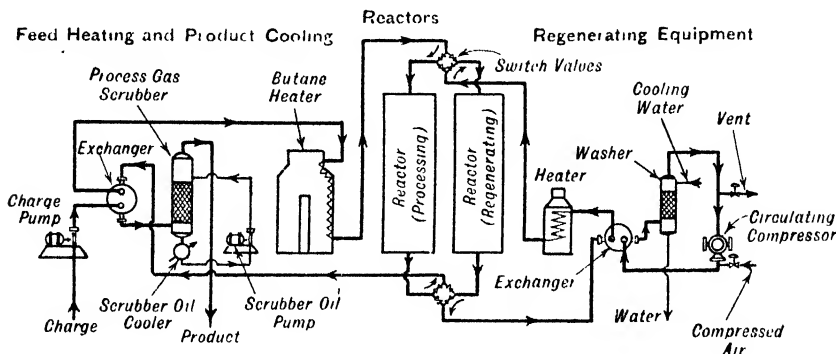 Reactors
Feed Heating and Product Cooling
Regenerating Equipment
Process Gas
Scrubber
Butane
Heater
Switch Valves
Cooling
Water
Exchanger
Vent
Washer
Charge
Pump
Reactor
(Processing)
Reactor
(Regenerating)
Heater
Circulating
Compressor
Exchanger
Scrubber Oil
Cooler
Scrubber Oil
Pump
Charge
Product
Water
Compressed
Air